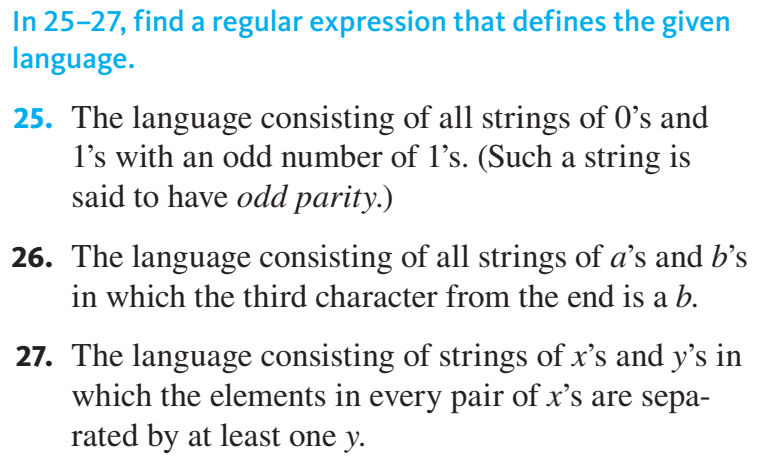 In 25–27, find a regular expression that defines the given
language.
25. The language consisting of all strings of 0’s and
1’s with an odd number of 1’s. (Such a string is
said to have odd parity.)
26. The language consisting of all strings of a’s and b’s
in which the third character from the end is a b.
27. The language consisting of strings of x’s and y’s in
which the elements in every pair of x’s are sepa-
rated by at least one y.